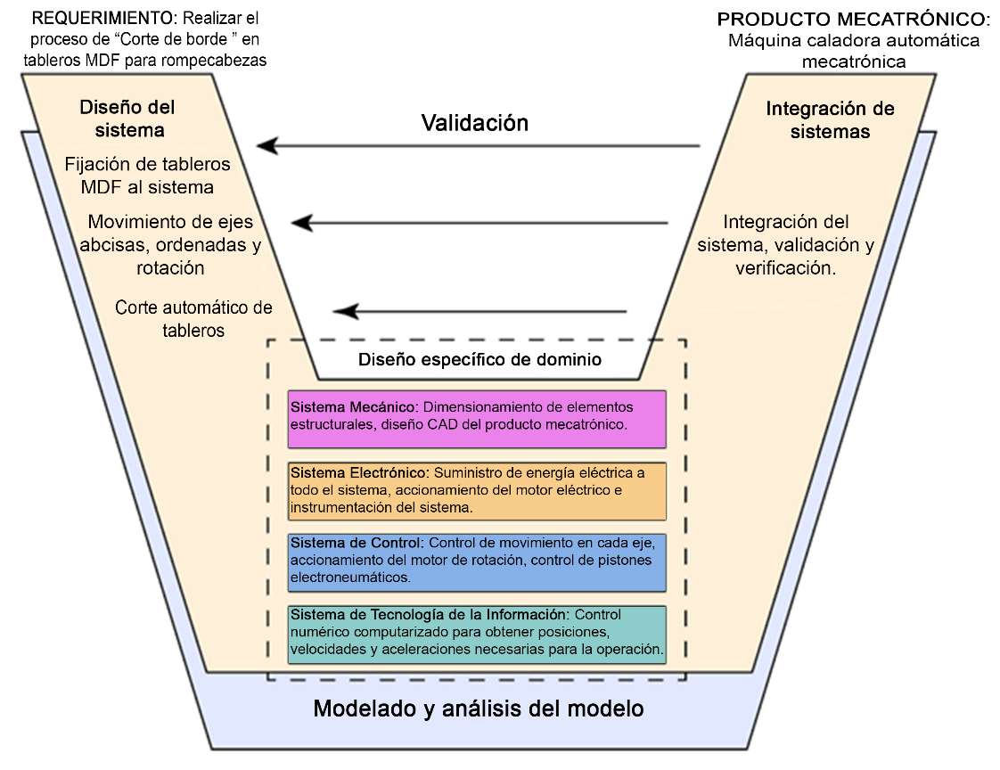 REQUERIMIENTO: Realizar el
proceso de “Corte de borde ” en
tableros MDF para rompecabezas
PRODUCTO MECATRÓNICO:
Máquina caladora automática
mecatrónica
Diseño del
sistema
Fijación de tableros
MDF al sistema
Movimiento de ejes
abcisas, ordenadas y
rotación
Corte automático de
tableros
Validación
Integración de
sistemas
Integración del
sistema, validación y
verificación.
Diseño específico de dominio
Sistema Mecánico: Dimensionamiento de elementos
estructurales, diseño CAD del producto mecatrónico.
Sistema Electrónico: Suministro de energía eléctrica a
todo el sistema, accionamiento del motor eléctrico e
instrumentación del sistema.
Sistema de Control: Control de movimiento en cada eje,
accionamiento del motor de rotación, control de pistones
electroneumáticos.
Sistema de Tecnología de la Información: Control
numérico computarizado para obtener posiciones,
velocidades y aceleraciones necesarias para la operación.
Modelado y análisis del modelo